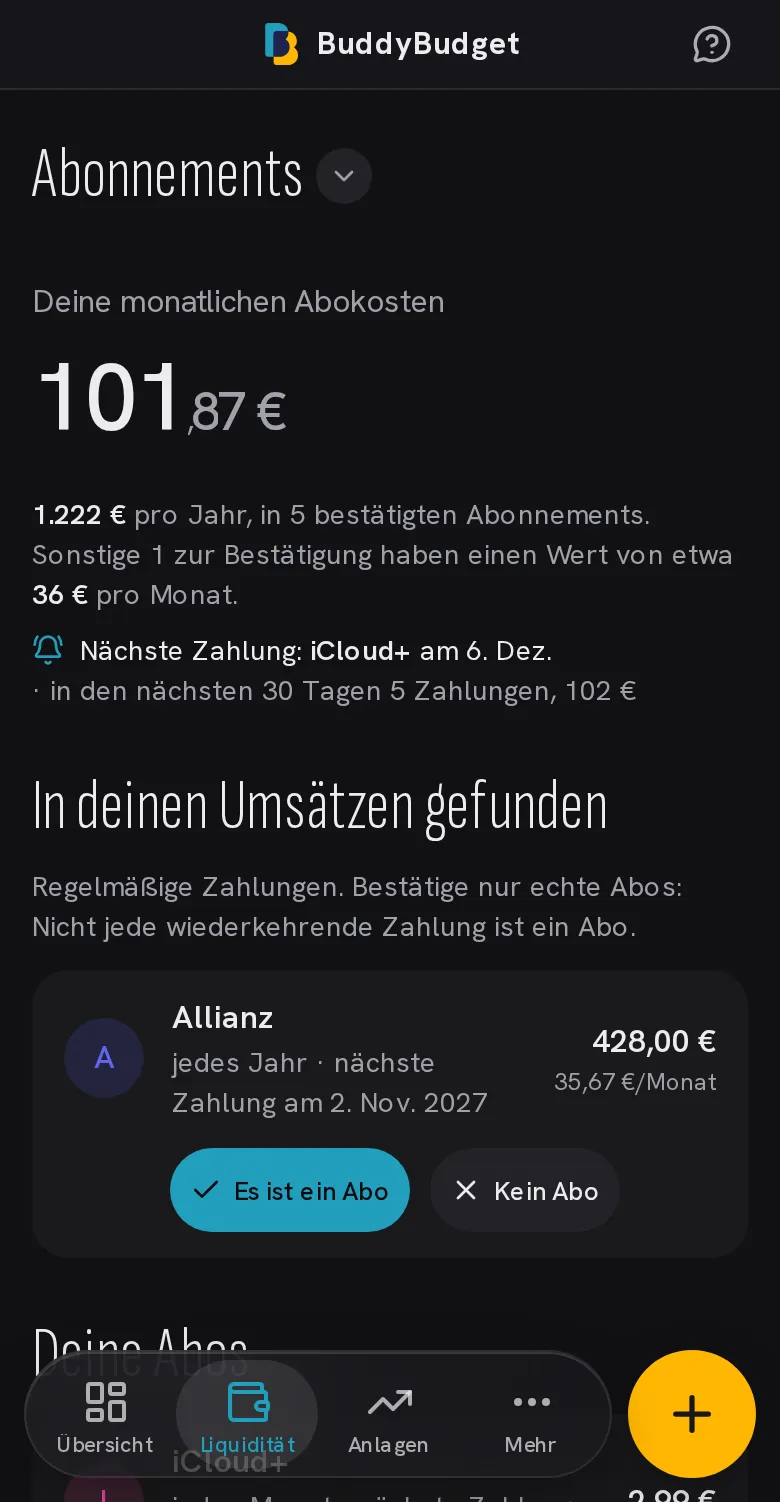 BuddyBudget
Abonnements
Deine monatlichen Abokosten
101,87 €
1.222 € pro Jahr, in 5 bestätigten Abonnements.
Sonstige 1 zur Bestätigung haben einen Wert von etwa
36 € pro Monat.
Nächste Zahlung: iCloud+ am 6. Dez.
· in den nächsten 30 Tagen 5 Zahlungen, 102 €
In deinen Umsätzen gefunden
Regelmäßige Zahlungen. Bestätige nur echte Abos:
Nicht jede wiederkehrende Zahlung ist ein Abo.
A
Allianz
jedes Jahr · nächste
Zahlung am 2. Nov. 2027
428,00 €
35,67 €/Monat
Es ist ein Abo
Kein Abo
Deine Abos
iCloud+
2,99 €
Übersicht
Liquidität
Anlagen
Mehr